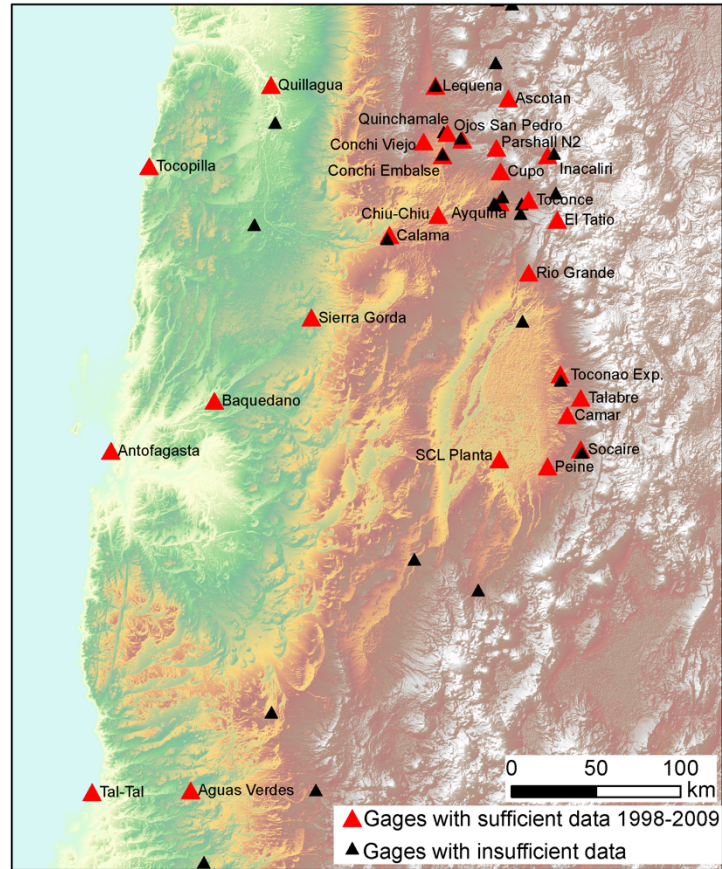 Quillagua
Lequena
Ascotan
Quinchamale
Ojos San Pedro
Conchi Viejo
Parshall N2
Conchi Embalse
Inacaliri
Tocopilla
Cupo
Toconce
Chiu-Chiu
Ayquina
El Tatio
Calama
Rio Grande
Sierra Gorda
Toconao Exp.
Baquedano
Talabre
Camar
Antofagasta
SCL Planta
Socaire
Peine
Tal-Tal
Aguas Verdes
0 50 100
km
Gages with sufficient data 1998-2009
Gages with insufficient data